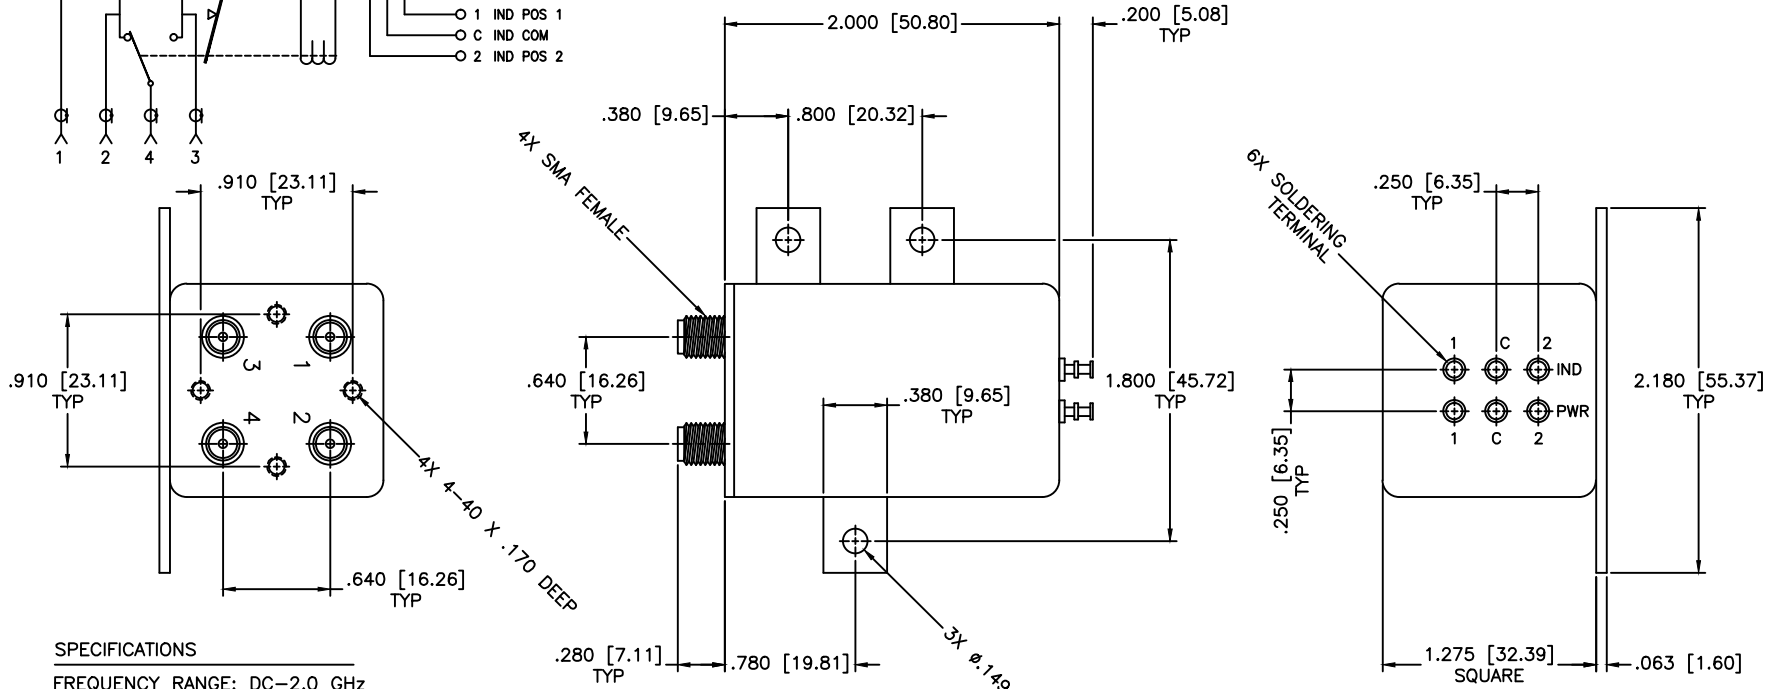 1 IND POS 1
C IND COM
2 IND POS 2
1 2 4 3
2.000 [50.80]
.200 [5.08]
TYP
.380 [9.65]
.800 [20.32]
4X SMA FEMALE
.910 [23.11]
TYP
3
1
4
2
.910 [23.11]
TYP
4X 4-40 X .170 DEEP
.640 [16.26]
TYP
.640 [16.26]
TYP
.380 [9.65]
TYP
1.800 [45.72]
TYP
3X ø.149
.280 [7.11]
TYP
.780 [19.81]
6X SOLDERING
TERMINAL
.250 [6.35]
TYP
1 C 2
IND
PWR
1 C 2
.250 [6.35]
TYP
2.180 [55.37]
TYP
1.275 [32.39]
SQUARE
.063 [1.60]
SPECIFICATIONS
FREQUENCY RANGE: DC-2.0 GHz